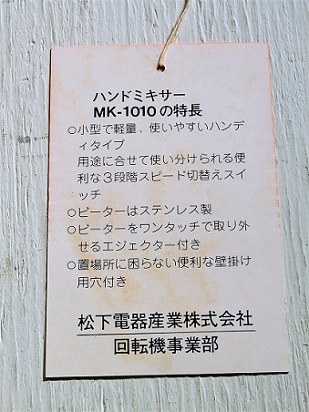 ハンドミキサー
MK-1010の特長
○小型で軽量、使いやすいハンデ
ィタイプ
用途に合せて使い分けられる便
利な3段階スピード切替えスイ
ッチ
○ビーターはステンレス製
○ビーターをワンタッチで取り外
せるエジェクター付き
○置場所に困らない便利な壁掛け
用穴付き
松下電器産業株式会社
回転機事業部